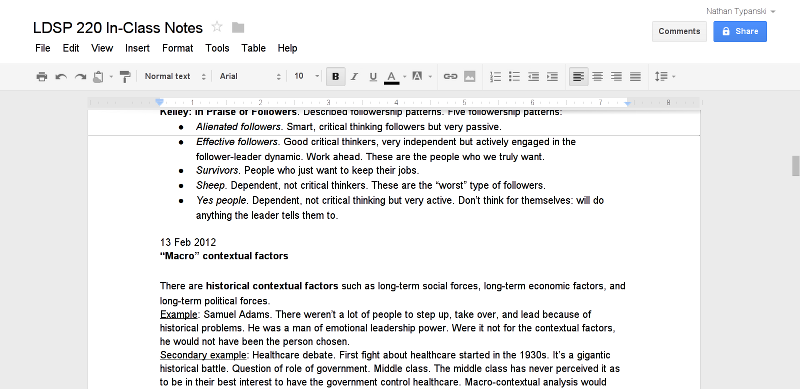 Nathan Typanski
LDSP 220 In-Class Notes
Comments
Share
File Edit View Insert Format Tools Table Help
Normal text Arial 10 B I U A A
1 2 3 4 5 6 7 8
Kelley: In Praise of Followers. Described followership patterns. Five followership patterns:
● Alienated followers. Smart, critical thinking followers but very passive.
● Effective followers. Good critical thinkers, very independent but actively engaged in the
follower-leader dynamic. Work ahead. These are the people who we truly want.
● Survivors. People who just want to keep their jobs.
● Sheep. Dependent, not critical thinkers. These are the “worst” type of followers.
● Yes people. Dependent, not critical thinking but very active. Don’t think for themselves: will do
anything the leader tells them to.
13 Feb 2012
“Macro” contextual factors
There are historical contextual factors such as long-term social forces, long-term economic factors, and
long-term political forces.
Example: Samuel Adams. There weren’t a lot of people to step up, take over, and lead because of
historical problems. He was a man of emotional leadership power. Were it not for the contextual factors,
he would not have been the person chosen.
Secondary example: Healthcare debate. First fight about healthcare started in the 1930s. It’s a gigantic
historical battle. Question of role of government. Middle class. The middle class has never perceived it as
to be in their best interest to have the government control healthcare. Macro-contextual analysis would